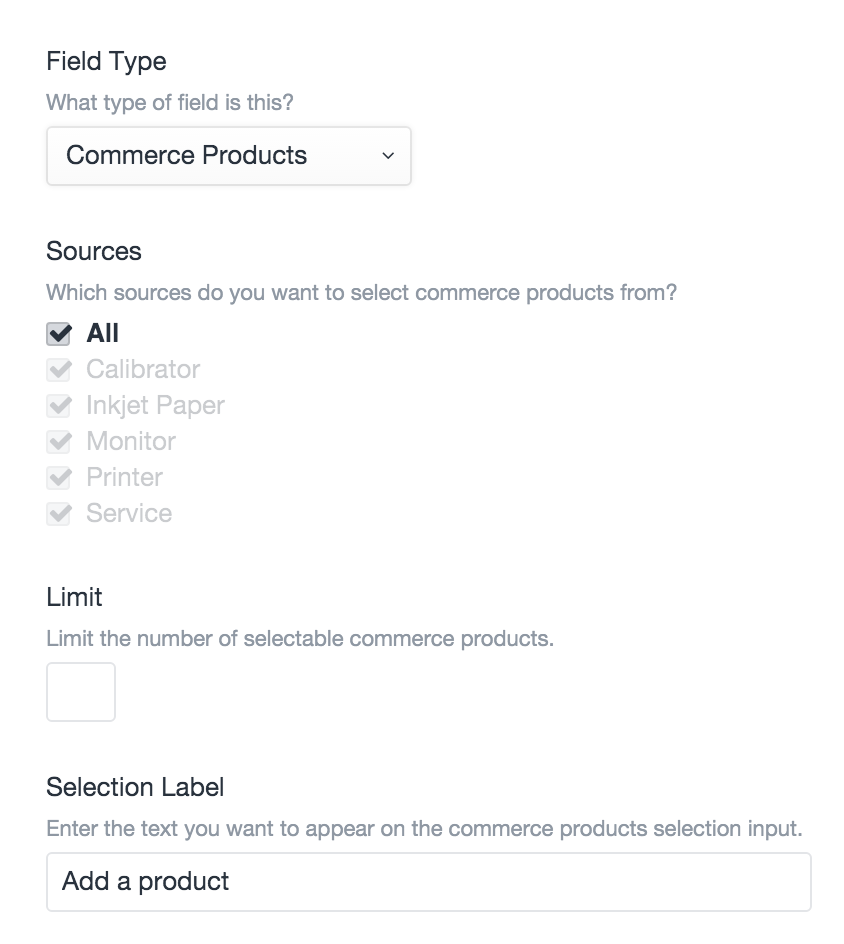 Field Type
What type of field is this?
Commerce Products
Sources
Which sources do you want to select commerce products from?
All
Calibrator
Inkjet Paper
Monitor
Printer
Service
Limit
Limit the number of selectable commerce products.
Selection Label
Enter the text you want to appear on the commerce products selection input.
Add a product